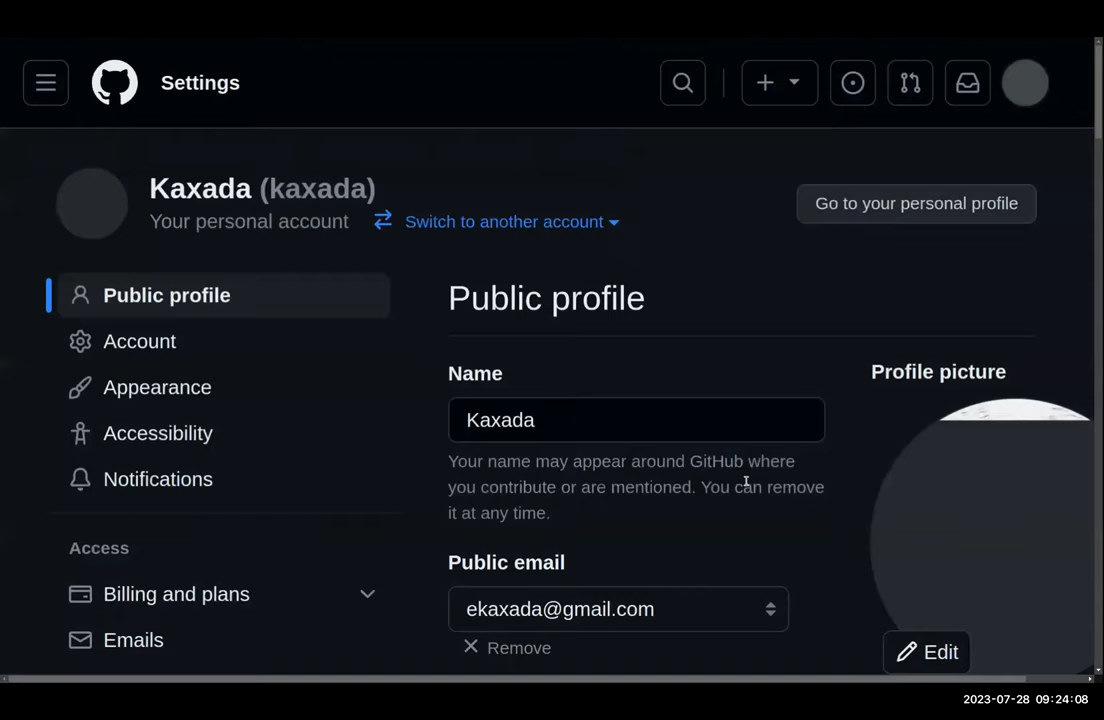 Settings
Kaxada (kaxada)
Your personal account
Switch to another account
Go to your personal profile
Public profile
Account
Appearance
Accessibility
Notifications
Access
Billing and plans
Emails
Public profile
Name
Kaxada
Your name may appear around GitHub where
you contribute or are mentioned. You can remove
it at any time.
Public email
ekaxada@gmail.com
Remove
Profile picture
Edit
2023-07-28 09:24:08